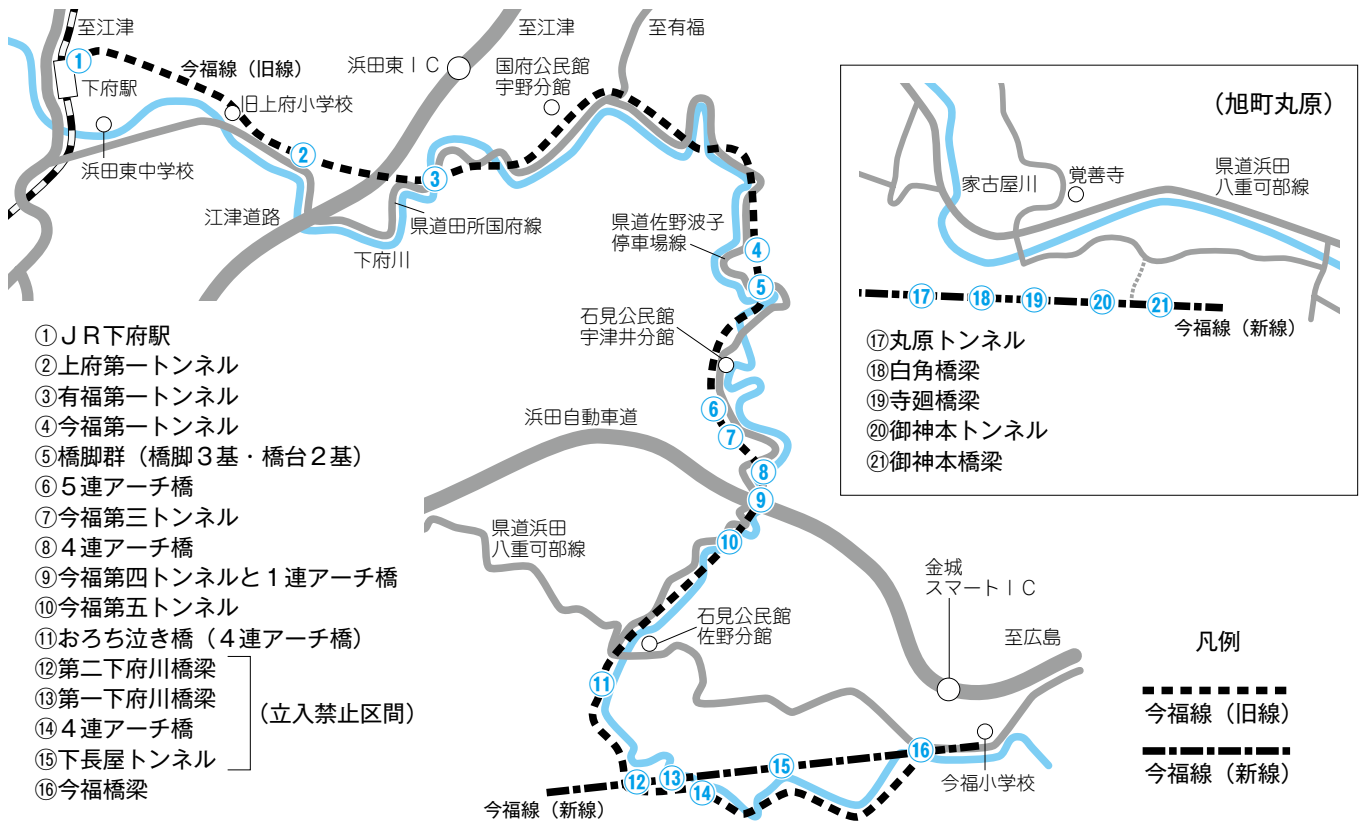 至江津
至江津
至有福
①
今福線（旧線）
浜田東ＩＣ
国府公民館
宇野分館
下府駅
旧上府小学校
浜田東中学校
②
③
江津道路
県道田所国府線
下府川
県道佐野波子
停車場線
④
⑤
石見公民館
宇津井分館
⑥
⑦
浜田自動車道
⑧
⑨
県道浜田
八重可部線
⑩
金城
スマートＩＣ
石見公民館
佐野分館
至広島
⑪
⑯
今福小学校
⑮
⑬
⑫
⑭
今福線（新線）
①ＪＲ下府駅
②上府第一トンネル
③有福第一トンネル
④今福第一トンネル
⑤橋脚群（橋脚３基・橋台２基）
⑥５連アーチ橋
⑦今福第三トンネル
⑧４連アーチ橋
⑨今福第四トンネルと１連アーチ橋
⑩今福第五トンネル
⑪おろち泣き橋（４連アーチ橋）
⑫第二下府川橋梁
⑬第一下府川橋梁
⑭４連アーチ橋
⑮下長屋トンネル
（立入禁止区間）
⑯今福橋梁
（旭町丸原）
家古屋川
覚善寺
県道浜田
八重可部線
⑰
⑱
⑲
⑳
㉑
今福線（新線）
⑰丸原トンネル
⑱白角橋梁
⑲寺廻橋梁
⑳御神本トンネル
㉑御神本橋梁
凡例
今福線（旧線）
今福線（新線）